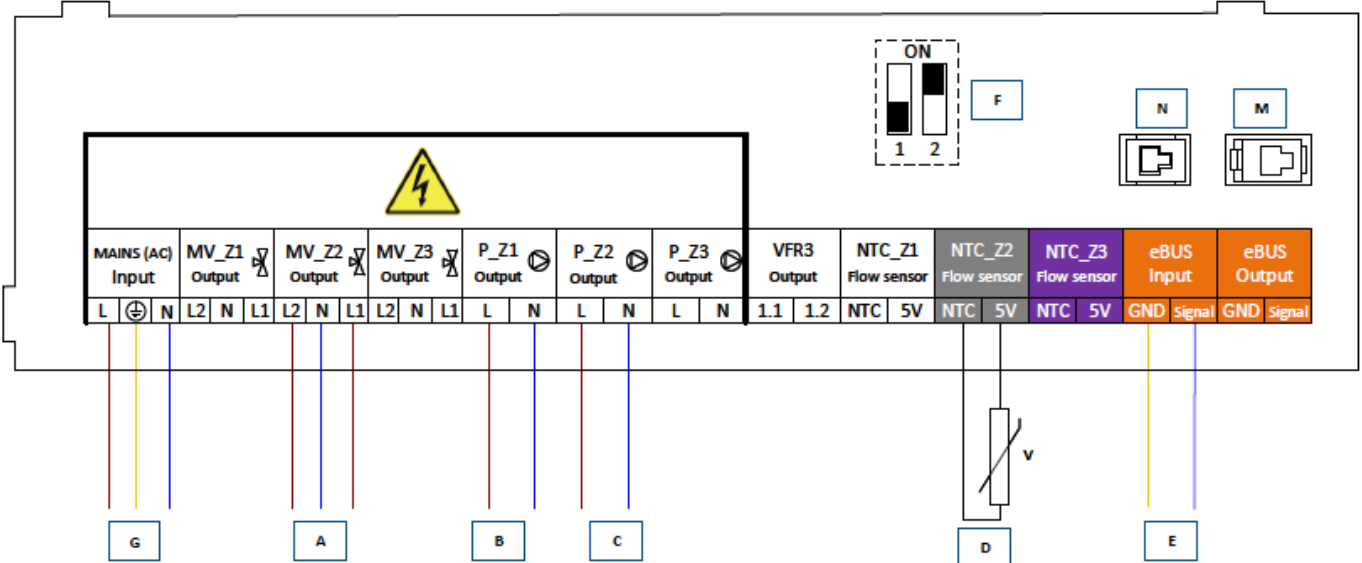 ON
1 2
F
N
M
MAINS (AC) MV_Z1 MV_Z2 MV_Z3 P_Z1 P_Z2 P_Z3 VFR3 NTC_Z1 NTC_Z2 NTC_Z3 eBUS eBUS
Input Output Output Output Output Output Output Output Flow sensor Flow sensor Flow sensor Input Output
L N L2 N L1 L2 N L1 L2 N L1 L N L N L N 1.1 1.2 NTC 5V NTC 5V NTC 5V GND Signal GND Signal
V
G A B C D E